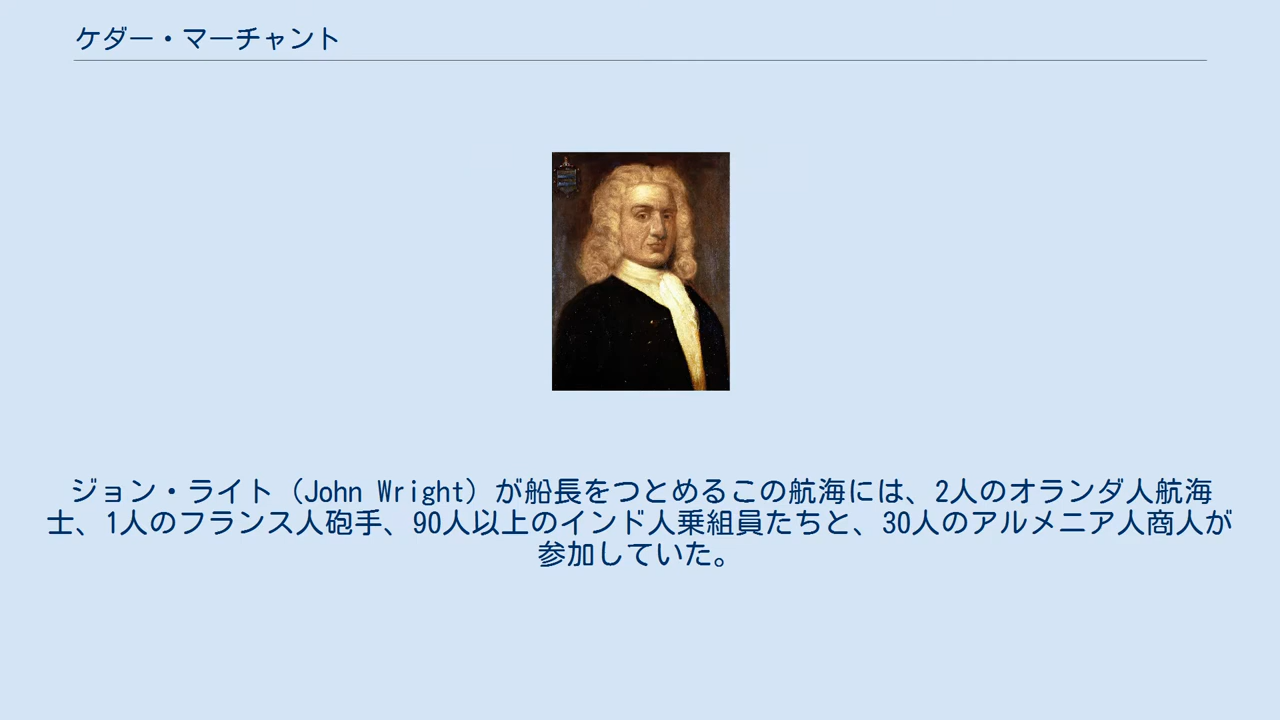 ケダー・マーチャント
ジョン・ライト（John Wright）が船長をつとめるこの航海には、2人のオランダ人航海
士、1人のフランス人砲手、90人以上のインド人乗組員たちと、30人のアルメニア人商人が
参加していた。